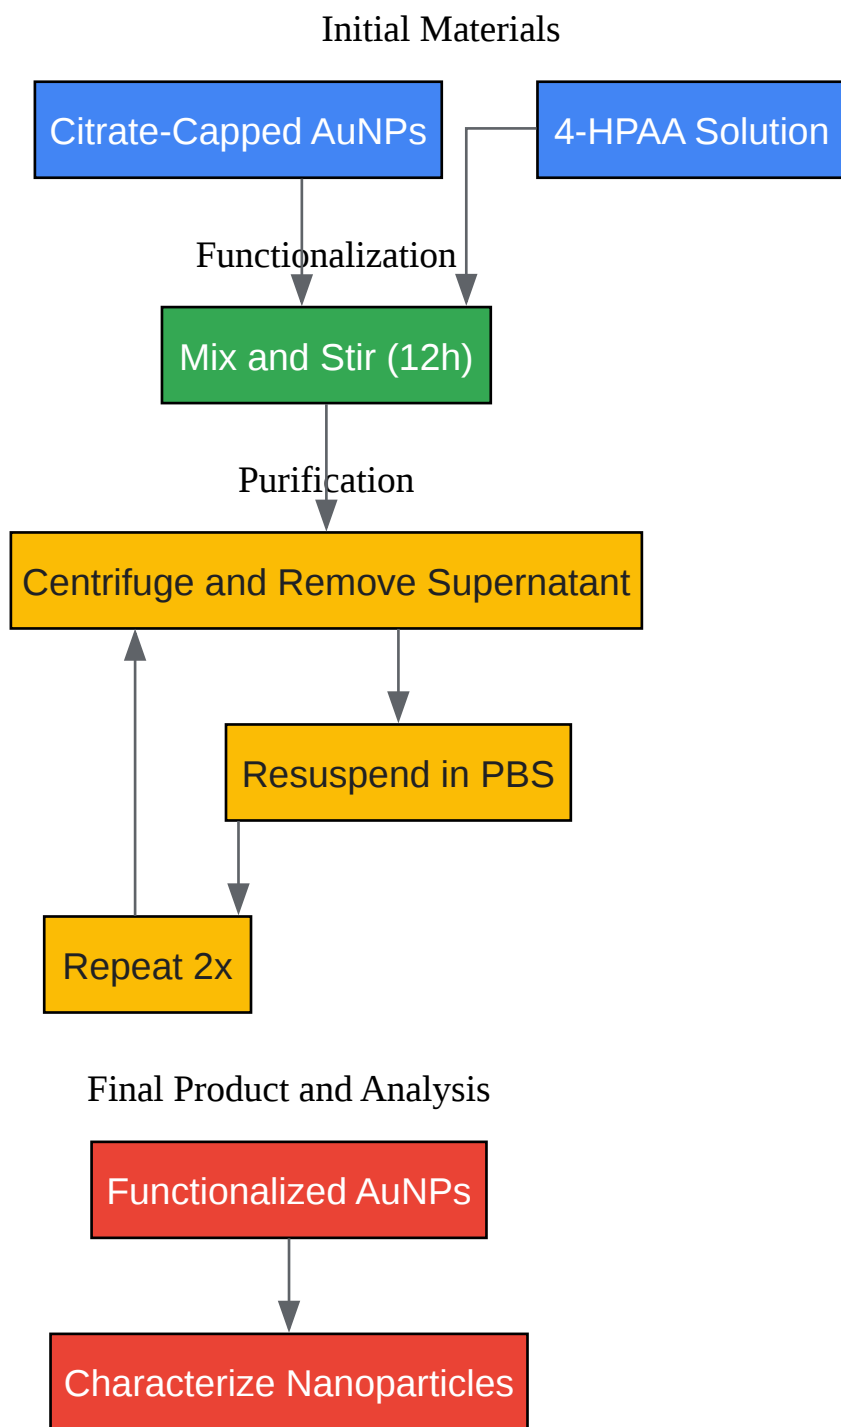 Initial Materials
Citrate-Capped AuNPs
4-HPAA Solution
Functionalization
Mix and Stir (12h)
Purification
Centrifuge and Remove Supernatant
Resuspend in PBS
Repeat 2x
Final Product and Analysis
Functionalized AuNPs
Characterize Nanoparticles